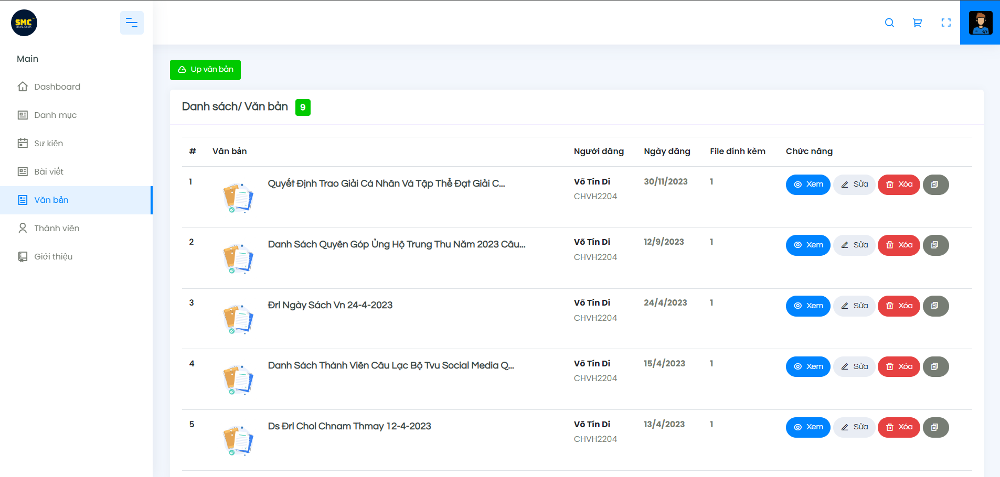 SMC
SOCIAL MEDIA
Main
Dashboard
Danh mục
Sự kiện
Bài viết
Văn bản
Thành viên
Giới thiệu
Up văn bản
Danh sách/ Văn bản 9
# Văn bản Người đăng Ngày đăng File đính kèm Chức năng
1 Quyết Định Trao Giải Cá Nhân Và Tập Thể Đạt Giải C... Võ Tín Di 30/11/2023 1 Xem Sửa Xóa
CHVH2204
2 Danh Sách Quyên Góp Ủng Hộ Trung Thu Năm 2023 Câu... Võ Tín Di 12/9/2023 1 Xem Sửa Xóa
CHVH2204
3 Đrl Ngày Sách Vn 24-4-2023 Võ Tín Di 24/4/2023 1 Xem Sửa Xóa
CHVH2204
4 Danh Sách Thành Viên Câu Lạc Bộ Tvu Social Media Q... Võ Tín Di 15/4/2023 1 Xem Sửa Xóa
CHVH2204
5 Ds Đrl Chol Chnam Thmay 12-4-2023 Võ Tín Di 13/4/2023 1 Xem Sửa Xóa
CHVH2204